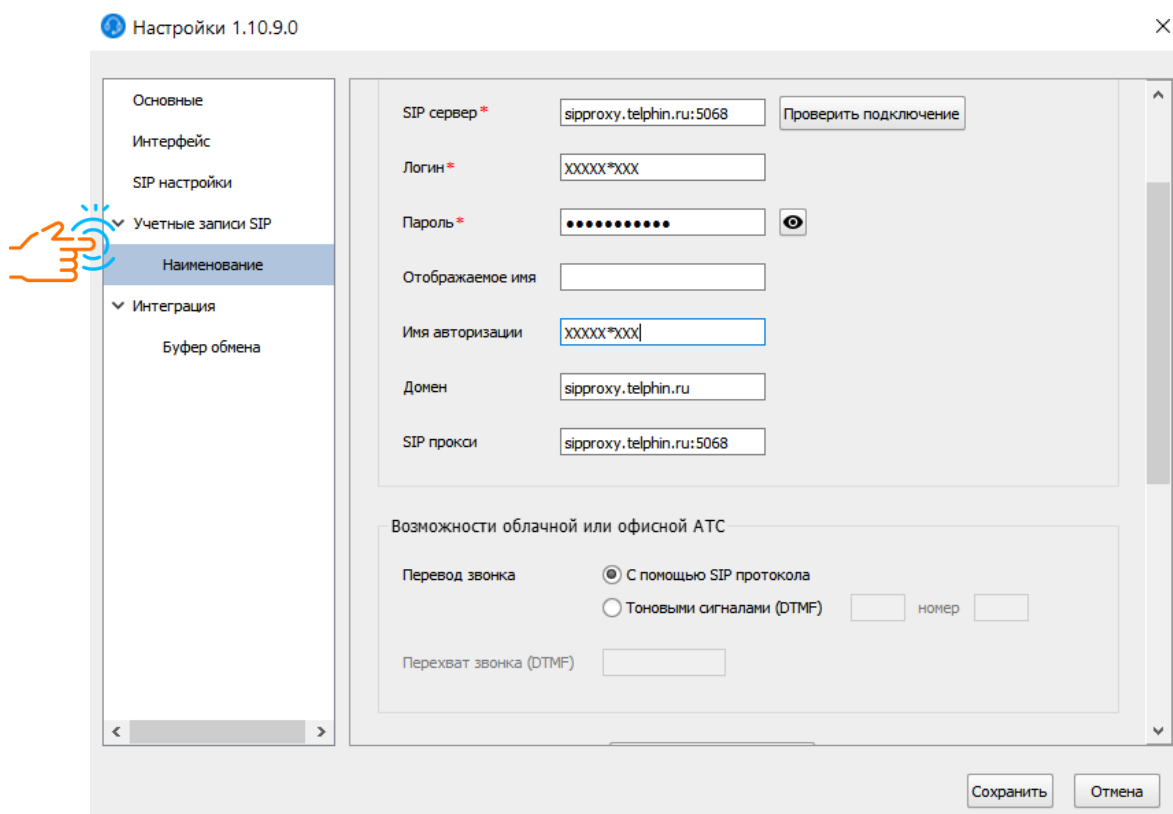 Настройки 1.10.9.0
Основные
Интерфейс
SIP настройки
Учетные записи SIP
Наименование
Интеграция
Буфер обмена
SIP сервер* sipproxy.telphin.ru:5068 Проверить подключение
Логин* XXXXX*XXX
Пароль* •••••••••••
Отображаемое имя
Имя авторизации XXXXX*XXX
Домен sipproxy.telphin.ru
SIP прокси sipproxy.telphin.ru:5068
Возможности облачной или офисной АТС
Перевод звонка С помощью SIP протокола
Тоновыми сигналами (DTMF) номер
Перехват звонка (DTMF)
Сохранить Отмена